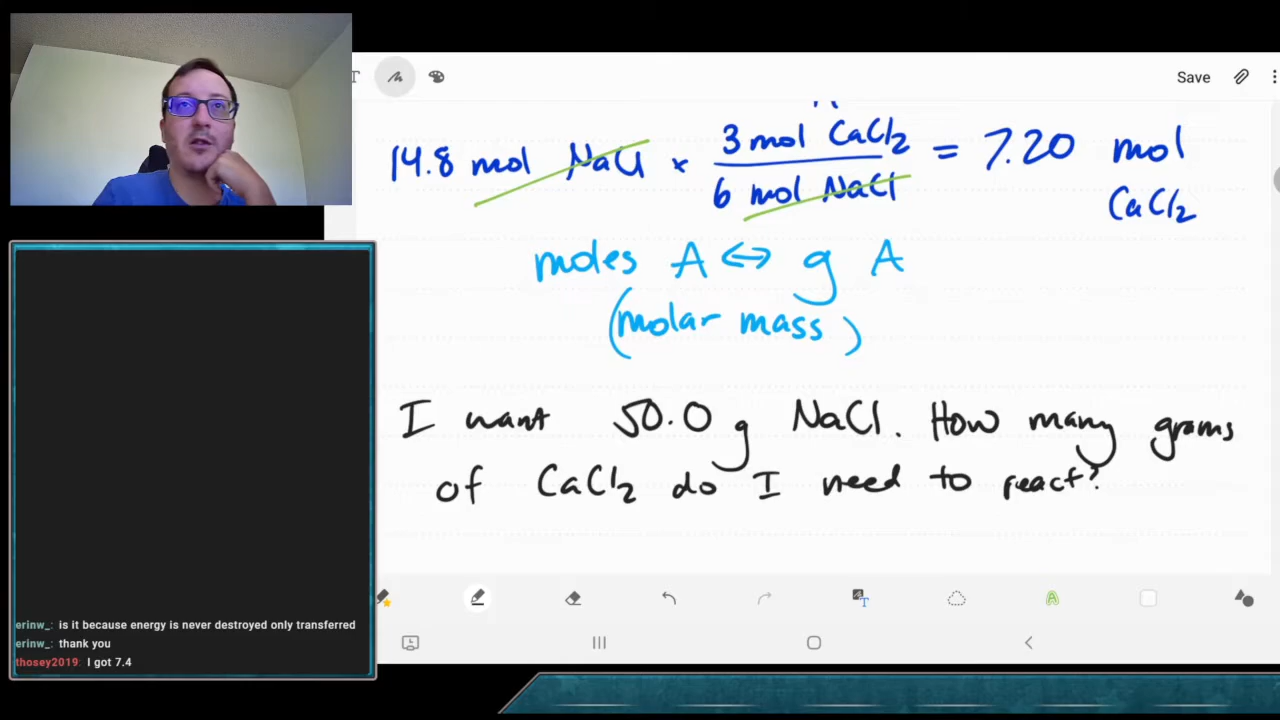 T
Save
14.8 mol NaCl × 3 mol CaCl2 = 7.20 mol
6 mol NaCl CaCl2
moles A ↔ g A
(molar mass)
I want 50.0 g NaCl. How many grams
of CaCl2 do I need to react?
erinw_: is it because energy is never destroyed only transferred
erinw_: thank you
thosey2019: I got 7.4